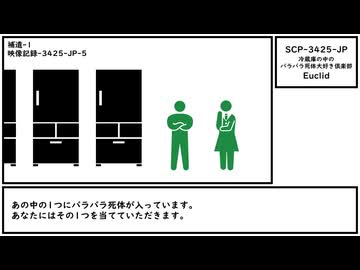 補遺-1
映像記録-3425-JP-5
SCP-3425-JP
冷蔵庫の中の
バラバラ死体大好き倶楽部
Euclid
あの中の1つにバラバラ死体が入っています。
あなたにはその1つを当てていただきます。